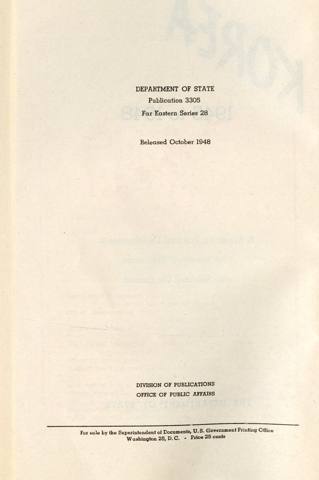 DEPARTMENT OF STATE
Publication 3305
Far Eastern Series 28
Released October 1948
DIVISION OF PUBLICATIONS
OFFICE OF PUBLIC AFFAIRS
For sale by the Superintendent of Documents, U. S. Government Printing Office
Washington 25, D. C. - Price 25 cents